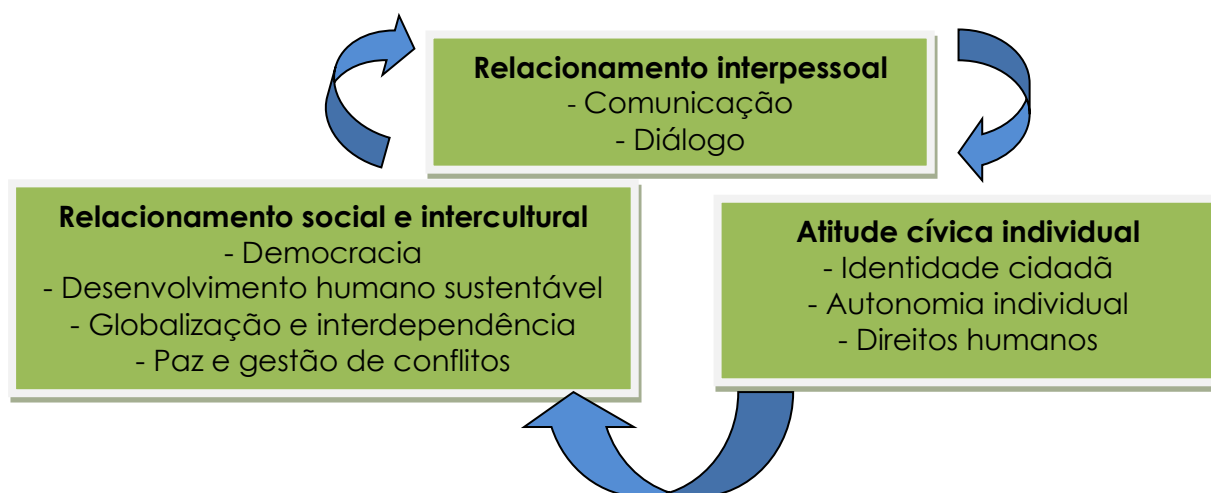 Relacionamento interpessoal
- Comunicação
- Diálogo
Relacionamento social e intercultural
- Democracia
- Desenvolvimento humano sustentável
- Globalização e interdependência
- Paz e gestão de conflitos
Atitude cívica individual
- Identidade cidadã
- Autonomia individual
- Direitos humanos